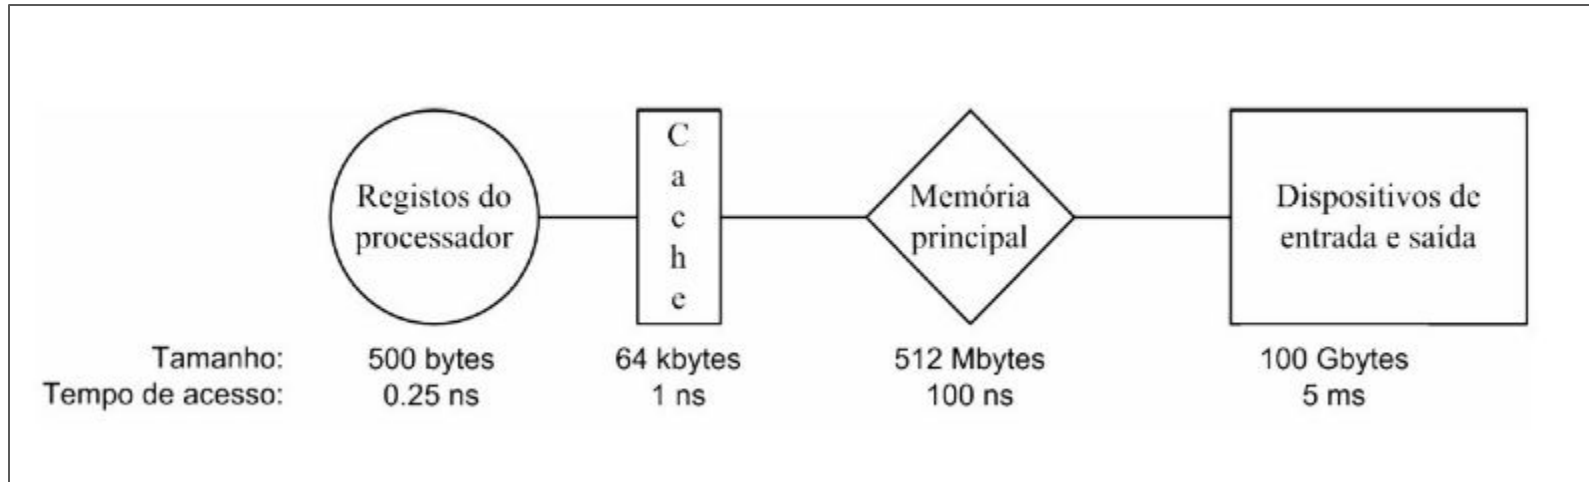 Registos do
processador
C
a
c
h
e
Memória
principal
Dispositivos de
entrada e saída
Tamanho: 500 bytes 64 kbytes 512 Mbytes 100 Gbytes
Tempo de acesso: 0.25 ns 1 ns 100 ns 5 ms